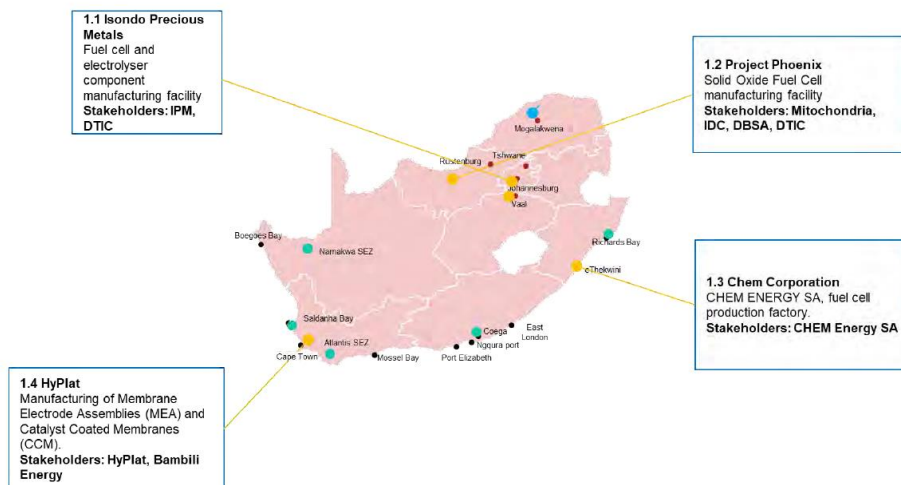 1.1 Isondo Precious
Metals
Fuel cell and
electrolyser
component
manufacturing facility
Stakeholders: IPM,
DTIC
1.2 Project Phoenix
Solid Oxide Fuel Cell
manufacturing facility
Stakeholders: Mitochondria,
IDC, DBSA, DTIC
Mogalakwena
Tshwane
Rustenburg
Johannesburg
Vaal
Boegoes Bay
Namakwa SEZ
Richards Bay
eThekwini
1.3 Chem Corporation
CHEM ENERGY SA, fuel cell
production factory.
Stakeholders: CHEM Energy SA
Saldanha Bay
Coega
East
London
Atlantis SEZ
Ngqura port
Cape Town
Mossel Bay
Port Elizabeth
1.4 HyPlat
Manufacturing of Membrane
Electrode Assemblies (MEA) and
Catalyst Coated Membranes
(CCM).
Stakeholders: HyPlat, Bambili
Energy